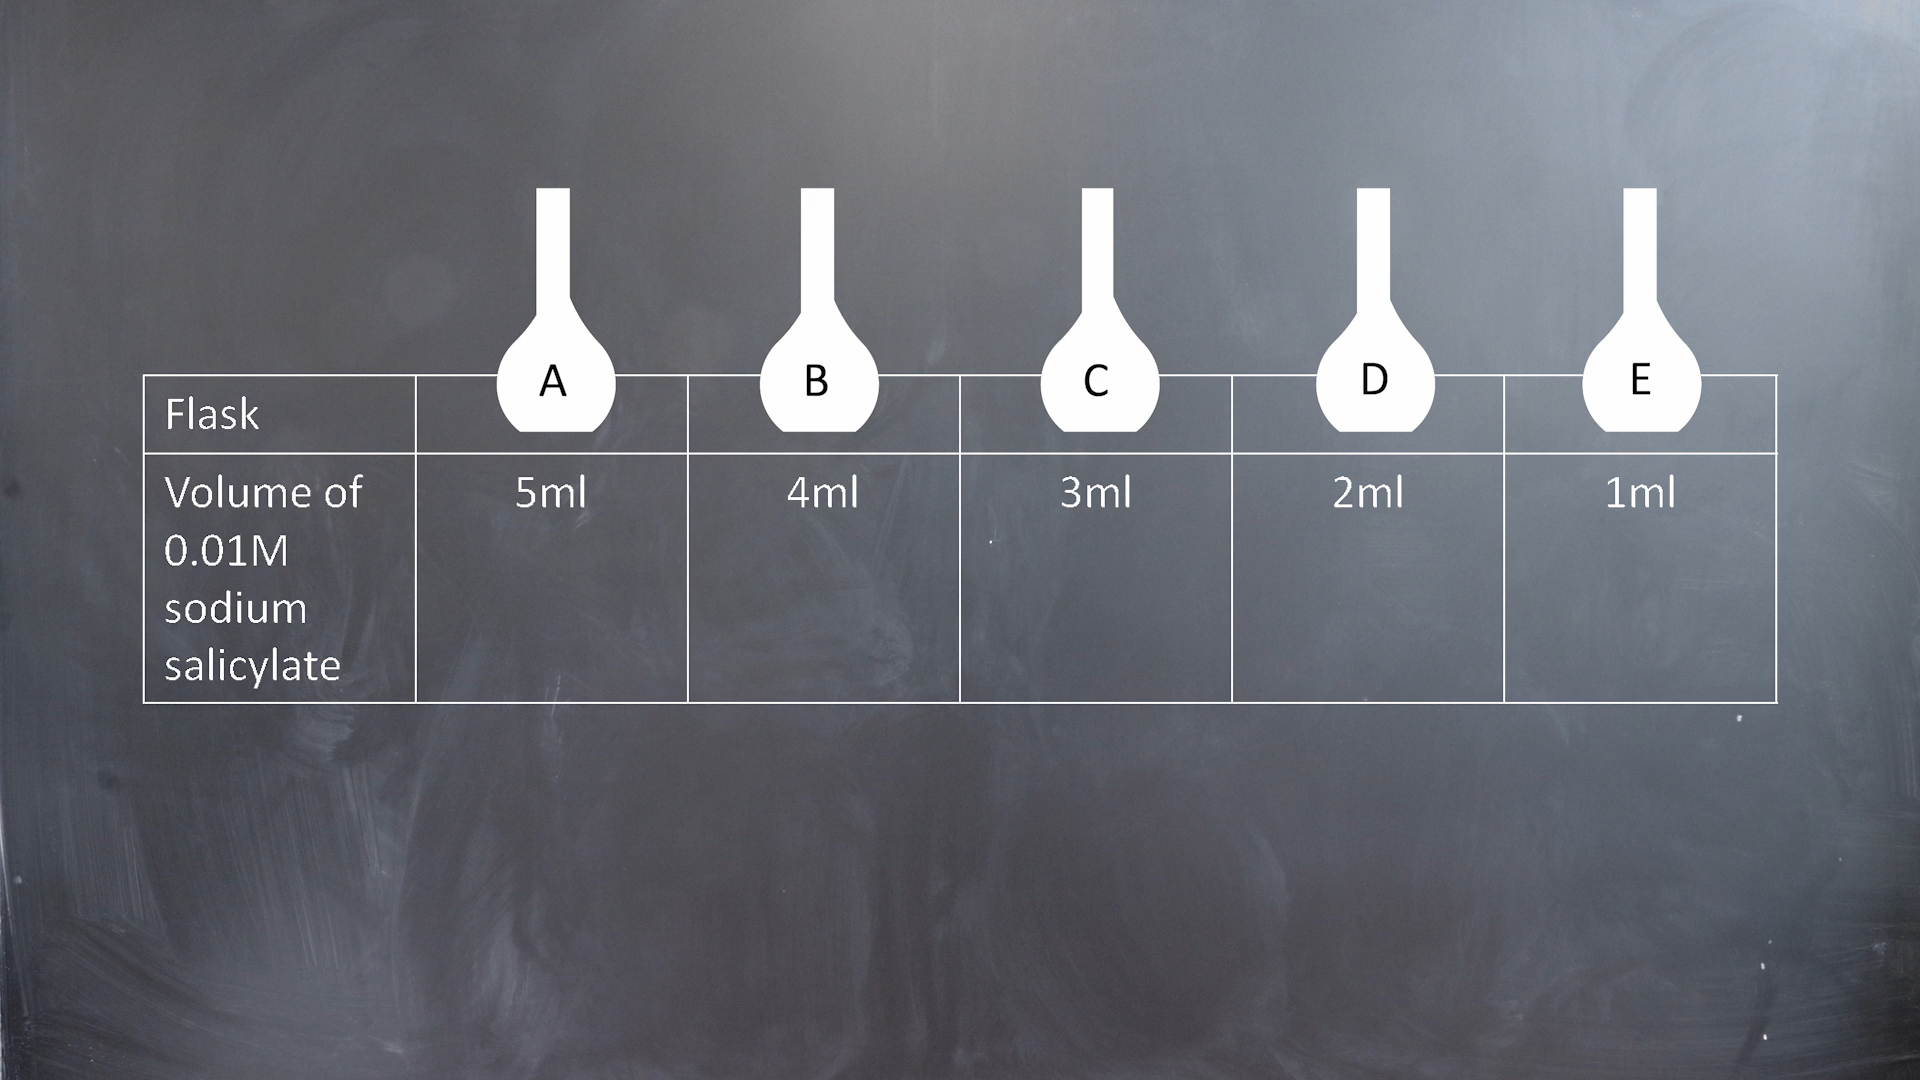 A B C D E
Flask
Volume of 5ml 4ml 3ml 2ml 1ml
0.01M
sodium
salicylate